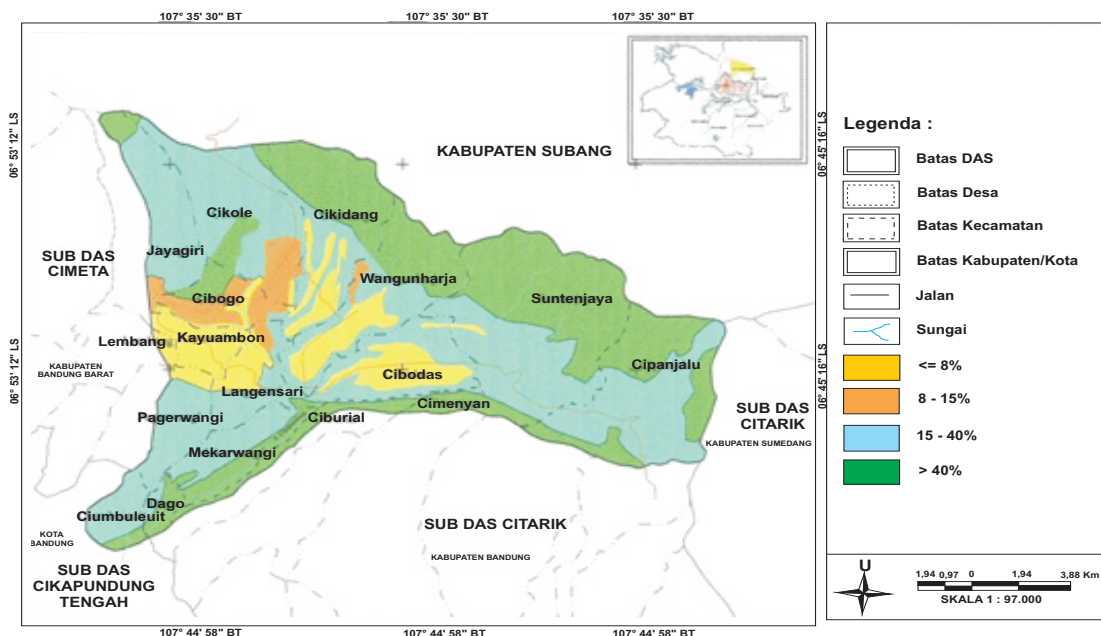 107° 35' 30" BT
107° 35' 30" BT
107° 35' 30" BT
06° 53' 12" LS
06° 45' 16" LS
KABUPATEN SUBANG
Cikole
Cikidang
Jayagiri
SUB DAS
CIMETA
Wangunharja
Cibogo
Suntenjaya
Lembang
Kayuambon
KABUPATEN
BANDUNG BARAT
Cipanjalu
06° 53' 12" LS
06° 45' 16" LS
Cibodas
Langensari
Cimenyan
Pagerwangi
Ciburial
SUB DAS
CITARIK
KABUPATEN SUMEDANG
Mekarwangi
Dago
Ciumbuleuit
SUB DAS CITARIK
KOTA
BANDUNG
KABUPATEN BANDUNG
SUB DAS
CIKAPUNDUNG
TENGAH
107° 44' 58" BT
107° 44' 58" BT
107° 44' 58" BT
Legenda :
Batas DAS
Batas Desa
Batas Kecamatan
Batas Kabupaten/Kota
Jalan
Sungai
<= 8%
8 - 15%
15 - 40%
> 40%
U
1,94 0,97 0 1,94 3,88 Km
SKALA 1 : 97.000